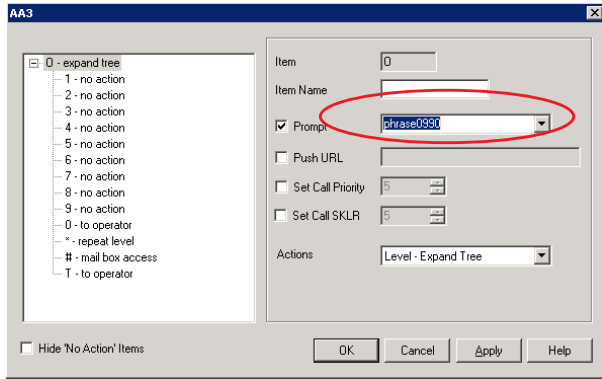 AA3
0 - expand tree
1 - no action
2 - no action
3 - no action
4 - no action
5 - no action
6 - no action
7 - no action
8 - no action
9 - no action
0 - to operator
* - repeat level
# - mail box access
T - to operator
Hide 'No Action' Items
Item 0
Item Name
Prompt phrase0990
Push URL
Set Call Priority 5
Set Call SKLR 5
Actions Level - Expand Tree
OK Cancel Apply Help